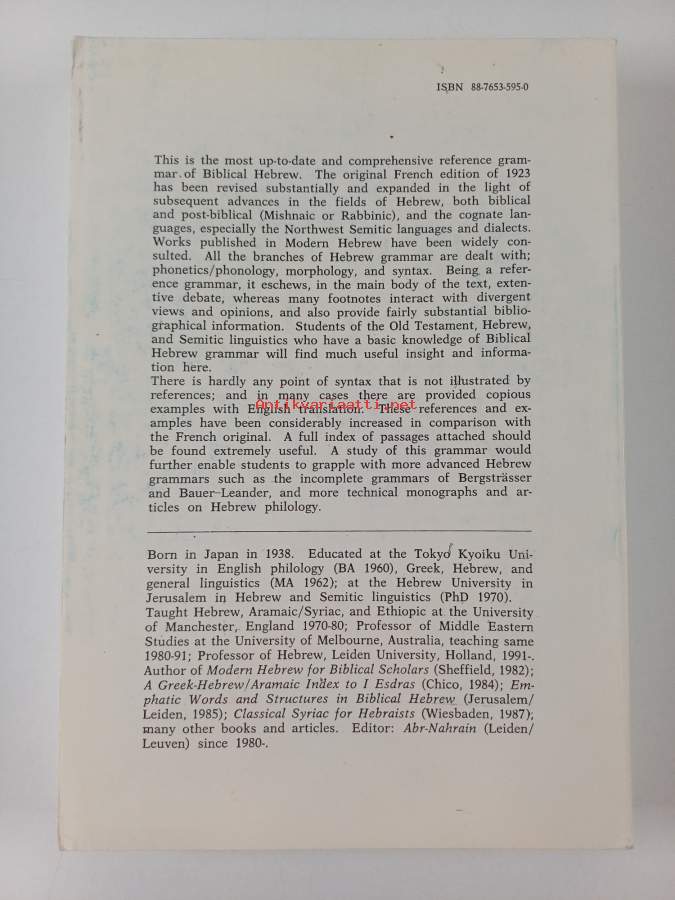 ISBN 88-7653-595-0
This is the most up-to-date and comprehensive reference gram-
mar of Biblical Hebrew. The original French edition of 1923
has been revised substantially and expanded in the light of
subsequent advances in the fields of Hebrew, both biblical
and post-biblical (Mishnaic or Rabbinic), and the cognate lan-
guages, especially the Northwest Semitic languages and dialects.
Works published in Modern Hebrew have been widely con-
sulted. All the branches of Hebrew grammar are dealt with;
phonetics/phonology, morphology, and syntax. Being a refer-
ence grammar, it eschews, in the main body of the text, exten-
tive debate, whereas many footnotes interact with divergent
views and opinions, and also provide fairly substantial biblio-
graphical information. Students of the Old Testament, Hebrew,
and Semitic linguistics who have a basic knowledge of Biblical
Hebrew grammar will find much useful insight and informa-
tion here.
There is hardly any point of syntax that is not illustrated by
references; and in many cases there are provided copious
examples with English translation. These references and ex-
Antikvariaatti.net
amples have been considerably increased in comparison with
the French original. A full index of passages attached should
be found extremely useful. A study of this grammar would
further enable students to grapple with more advanced Hebrew
grammars such as the incomplete grammars of Bergsträsser
and Bauer-Leander, and more technical monographs and ar-
ticles on Hebrew philology.
Born in Japan in 1938. Educated at the Tokyo Kyoiku Uni-
versity in English philology (BA 1960), Greek, Hebrew, and
general linguistics (MA 1962); at the Hebrew University in
Jerusalem in Hebrew and Semitic linguistics (PhD 1970).
Taught Hebrew, Aramaic/Syriac, and Ethiopic at the University
of Manchester, England 1970-80; Professor of Middle Eastern
Studies at the University of Melbourne, Australia, teaching same
1980-91; Professor of Hebrew, Leiden University, Holland, 1991-.
Author of Modern Hebrew for Biblical Scholars (Sheffield, 1982);
A Greek-Hebrew/Aramaic Index to I Esdras (Chico, 1984); Em-
phatic Words and Structures in Biblical Hebrew (Jerusalem/
Leiden, 1985); Classical Syriac for Hebraists (Wiesbaden, 1987);
many other books and articles. Editor: Abr-Nahrain (Leiden/
Leuven) since 1980-.